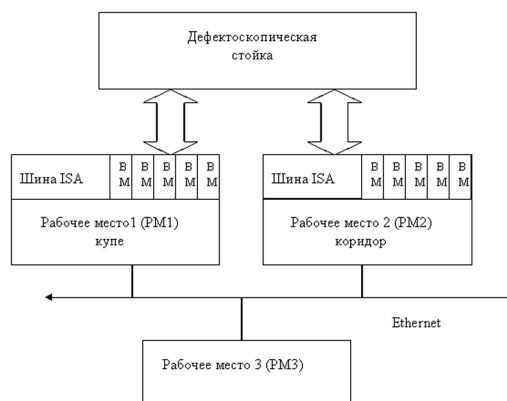 Дефектоскопическая
стойка
Шина ISA
В М
В М
В М
В М
В М
Шина ISA
В М
В М
В М
В М
В М
Рабочее место1 (РМ1)
купе
Рабочее место 2 (РМ2)
коридор
Ethernet
Рабочее место 3 (РМ3)